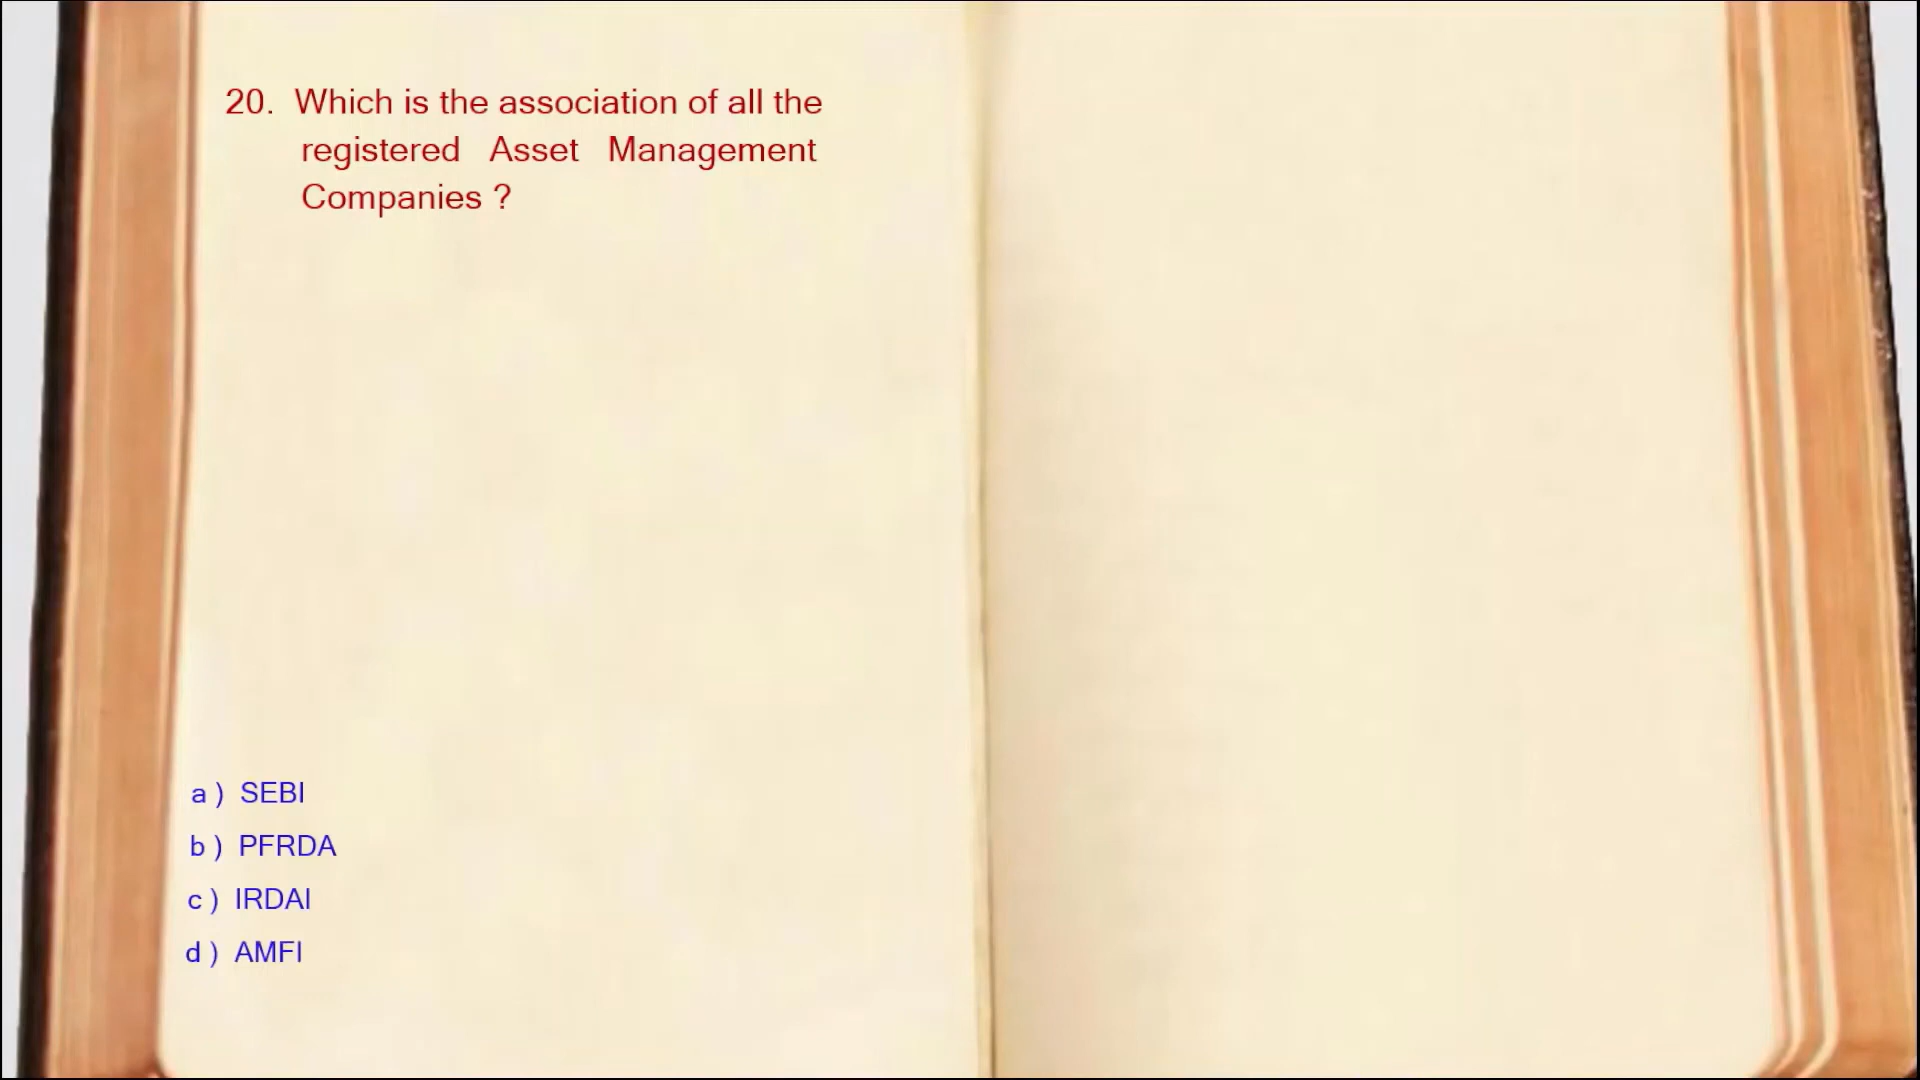 20. Which is the association of all the
registered Asset Management
Companies ?
a ) SEBI
b ) PFRDA
c ) IRDAI
d ) AMFI